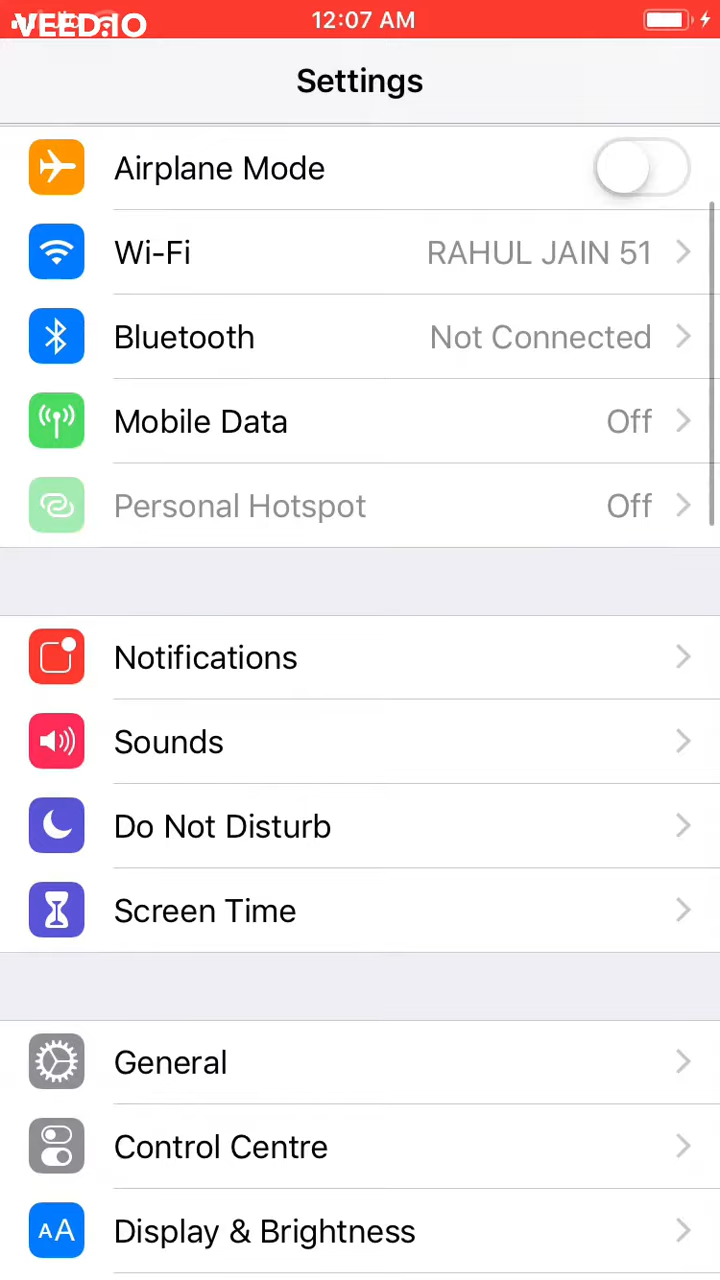 VEED.IO
12:07 AM
Settings
Airplane Mode
Wi-Fi RAHUL JAIN 51
Bluetooth Not Connected
Mobile Data Off
Personal Hotspot Off
Notifications
Sounds
Do Not Disturb
Screen Time
General
Control Centre
AA Display & Brightness